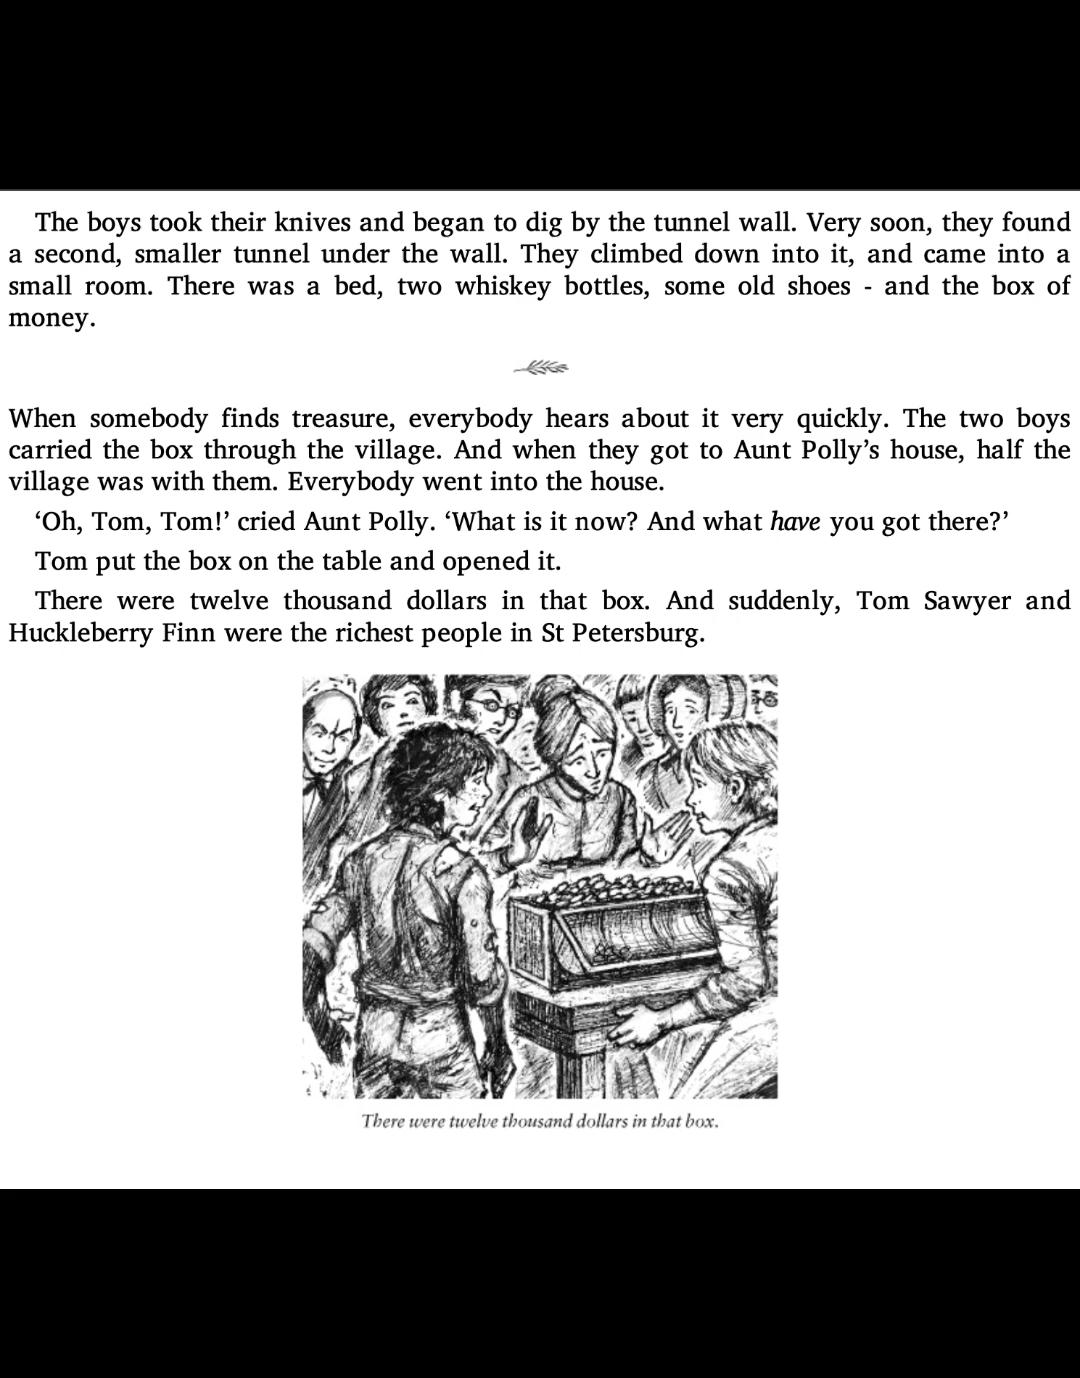 The boys took their knives and began to dig by the tunnel wall. Very soon, they found
a second, smaller tunnel under the wall. They climbed down into it, and came into a
small room. There was a bed, two whiskey bottles, some old shoes - and the box of
money.
When somebody finds treasure, everybody hears about it very quickly. The two boys
carried the box through the village. And when they got to Aunt Polly’s house, half the
village was with them. Everybody went into the house.
‘Oh, Tom, Tom!’ cried Aunt Polly. ‘What is it now? And what have you got there?’
Tom put the box on the table and opened it.
There were twelve thousand dollars in that box. And suddenly, Tom Sawyer and
Huckleberry Finn were the richest people in St Petersburg.
There were twelve thousand dollars in that box.